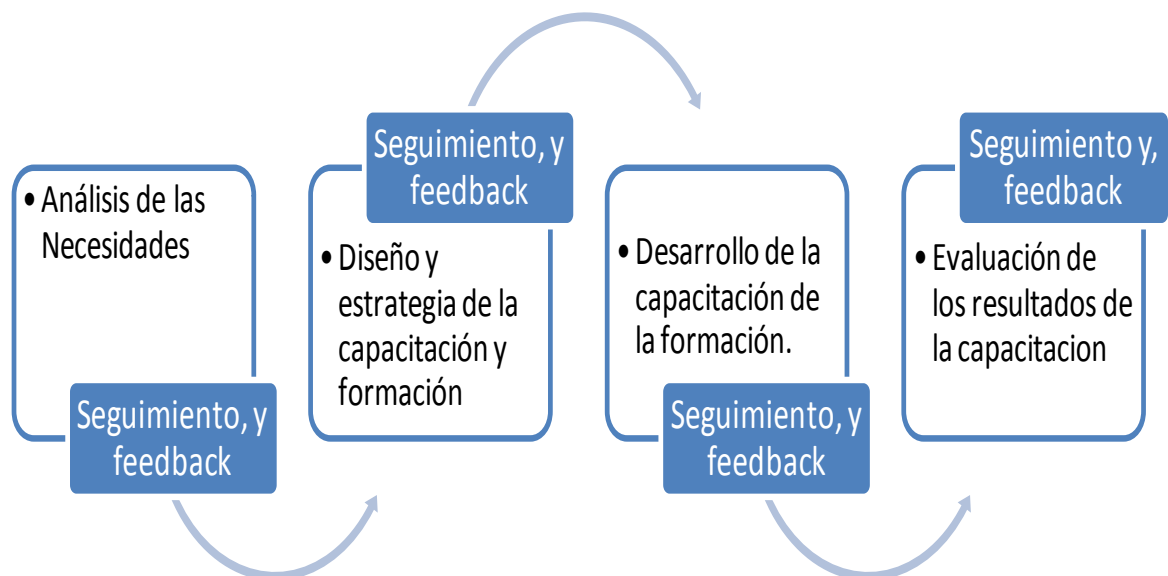 • Análisis de las
Necesidades
Seguimiento, y
feedback
Seguimiento, y
feedback
• Diseño y
estrategia de la
capacitación y
formación
• Desarrollo de la
capacitación de
la formación.
Seguimiento, y
feedback
Seguimiento y,
feedback
• Evaluación de
los resultados de
la capacitacion